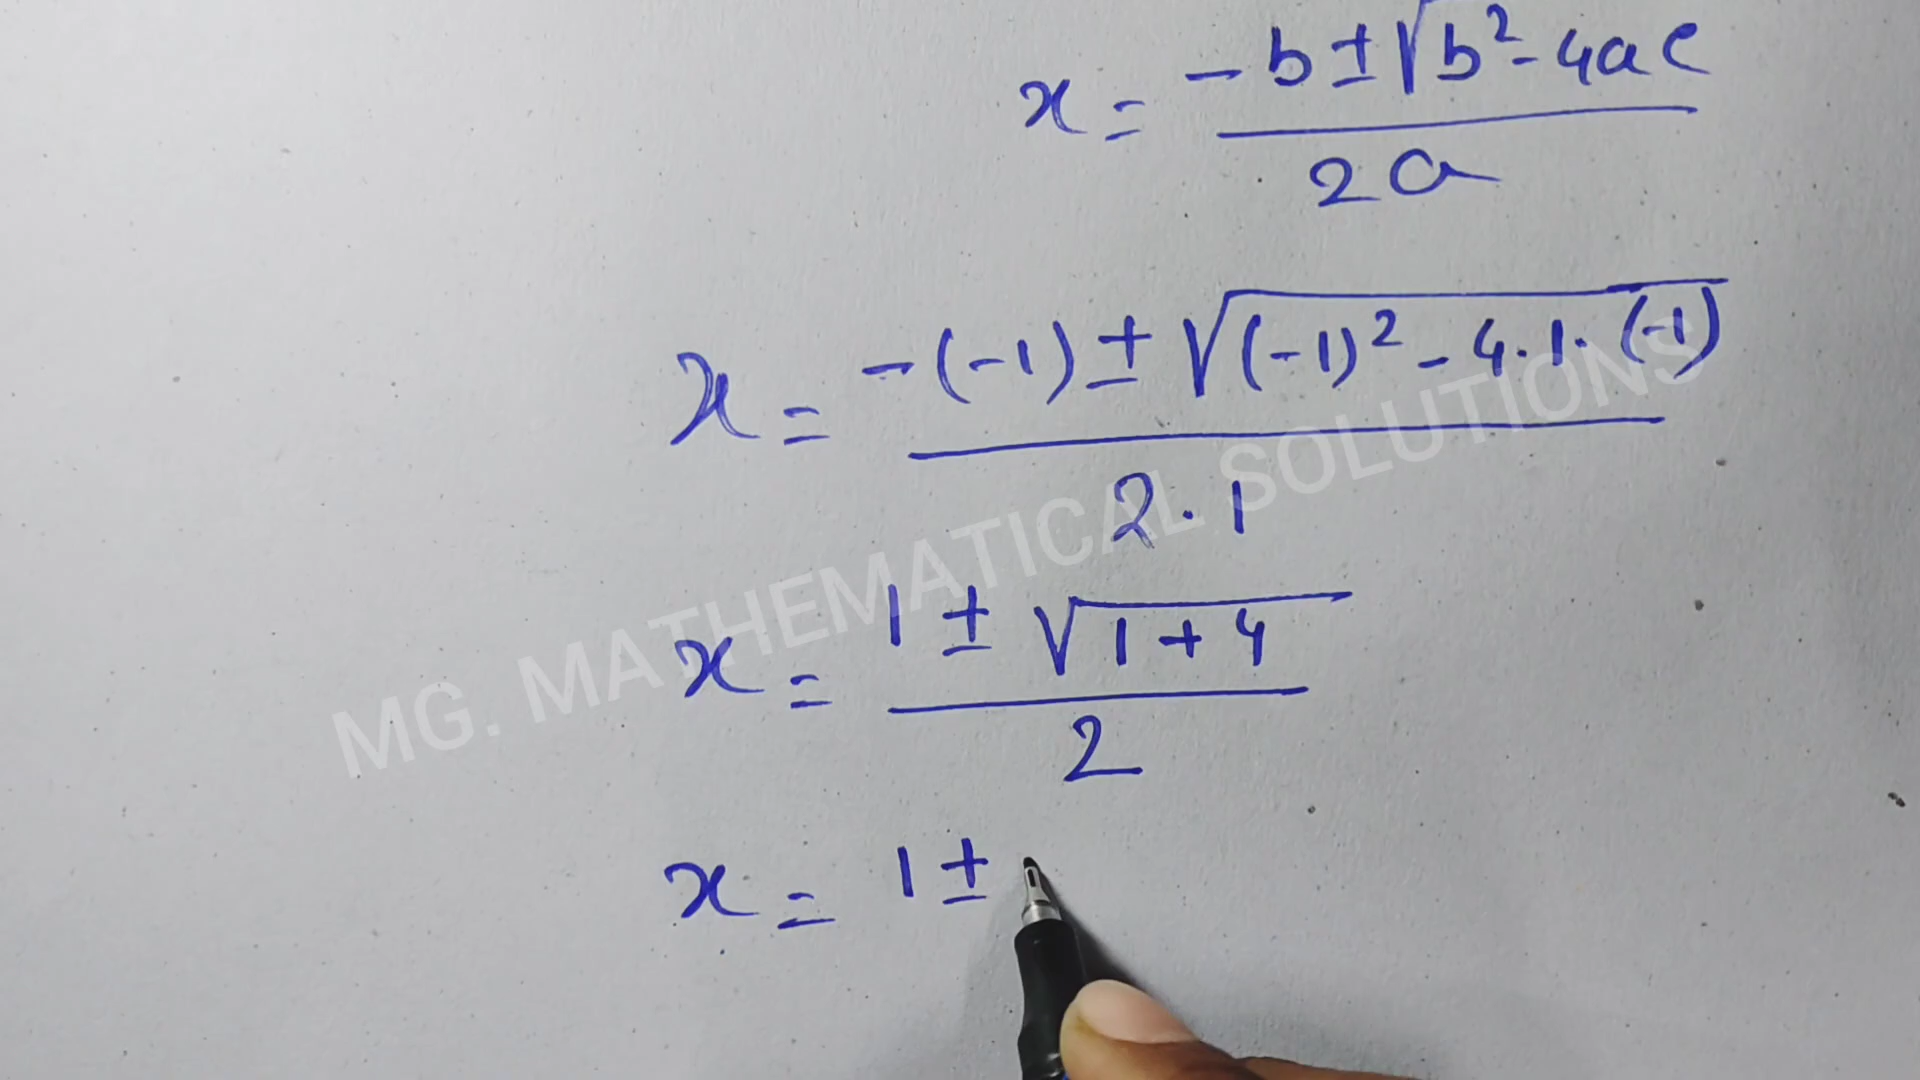 x = -b ± √b² - 4ac / 2a
x = -(-1) ± √(-1)² - 4.1.(-1) / 2.1
x = 1 ± √1 + 4 / 2
x = 1 ±
MG. MATHEMATICAL SOLUTIONS